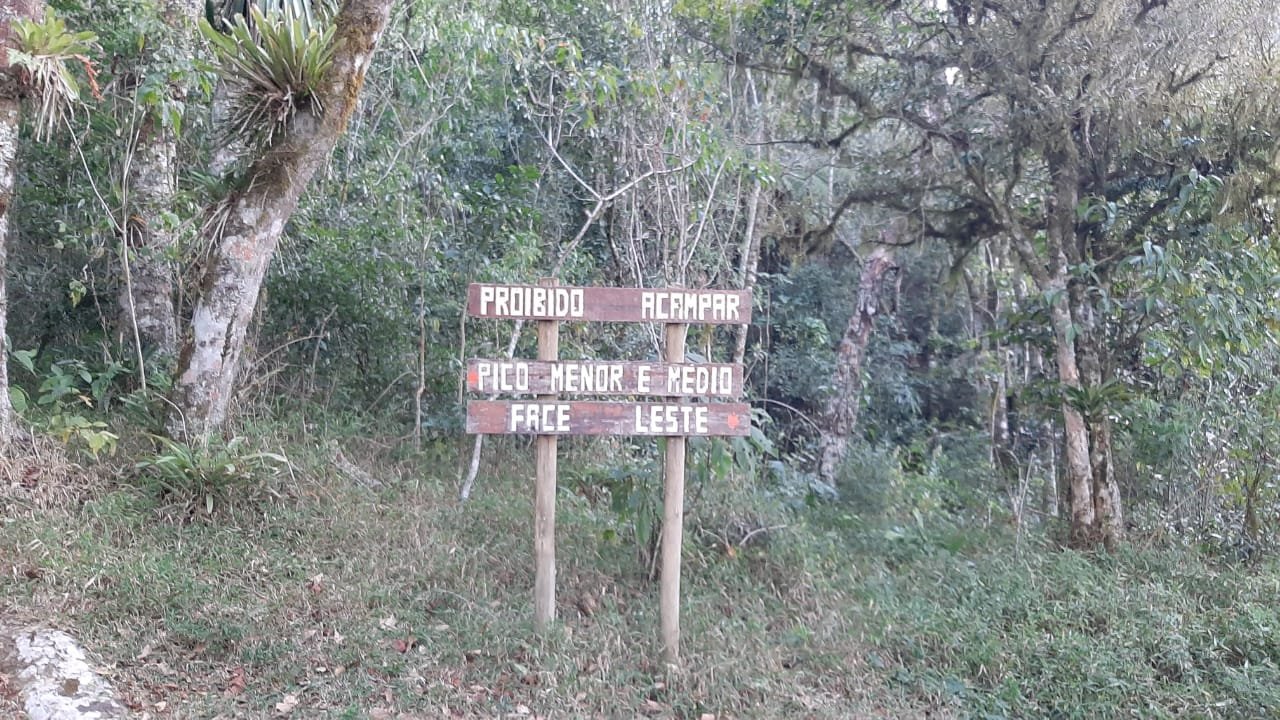 PROIBIDO ACAMPAR
PICO MENOR E MEDIO
FACE LESTE